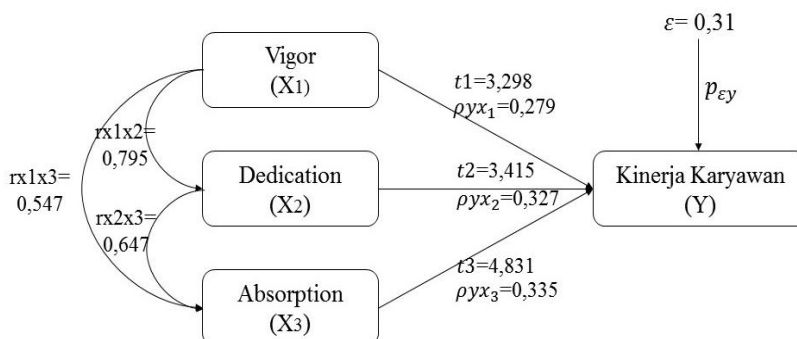 Vigor
(X1)
Dedication
(X2)
Absorption
(X3)
rx1x2=
0,795
rx1x3=
0,547
rx2x3=
0,647
t1=3,298
ρyx₁=0,279
t2=3,415
ρyx₂=0,327
t3=4,831
ρyx₃=0,335
ε= 0,31
pεy
Kinerja Karyawan
(Y)